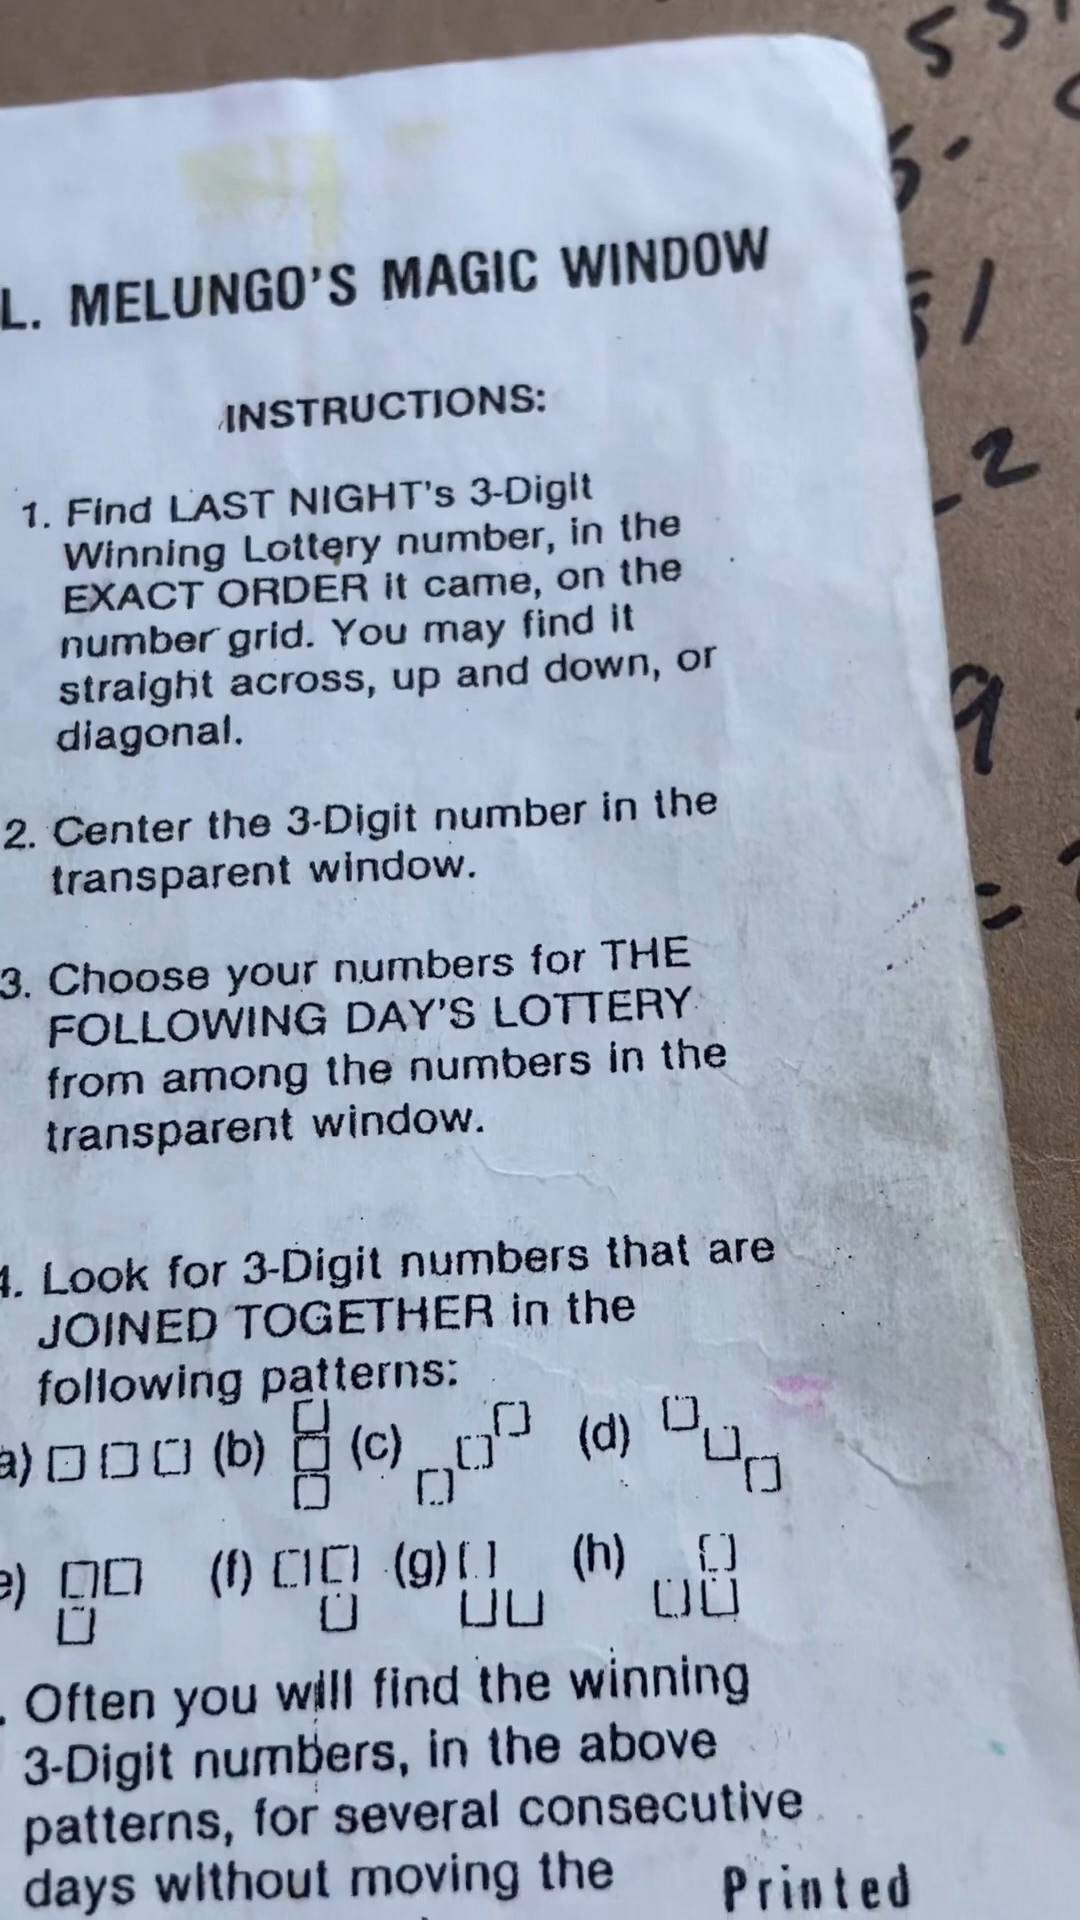 L. MELUNGO'S MAGIC WINDOW
INSTRUCTIONS:
1. Find LAST NIGHT's 3-Digit
Winning Lottery number, in the
EXACT ORDER it came, on the
number grid. You may find it
straight across, up and down, or
diagonal.
2. Center the 3-Digit number in the
transparent window.
3. Choose your numbers for THE
FOLLOWING DAY'S LOTTERY
from among the numbers in the
transparent window.
4. Look for 3-Digit numbers that are
JOINED TOGETHER in the
following patterns:
a) (b) (c) (d)
e) (f) (g) (h)
. Often you will find the winning
3-Digit numbers, in the above
patterns, for several consecutive
days without moving the
Printed
51
2
9
=